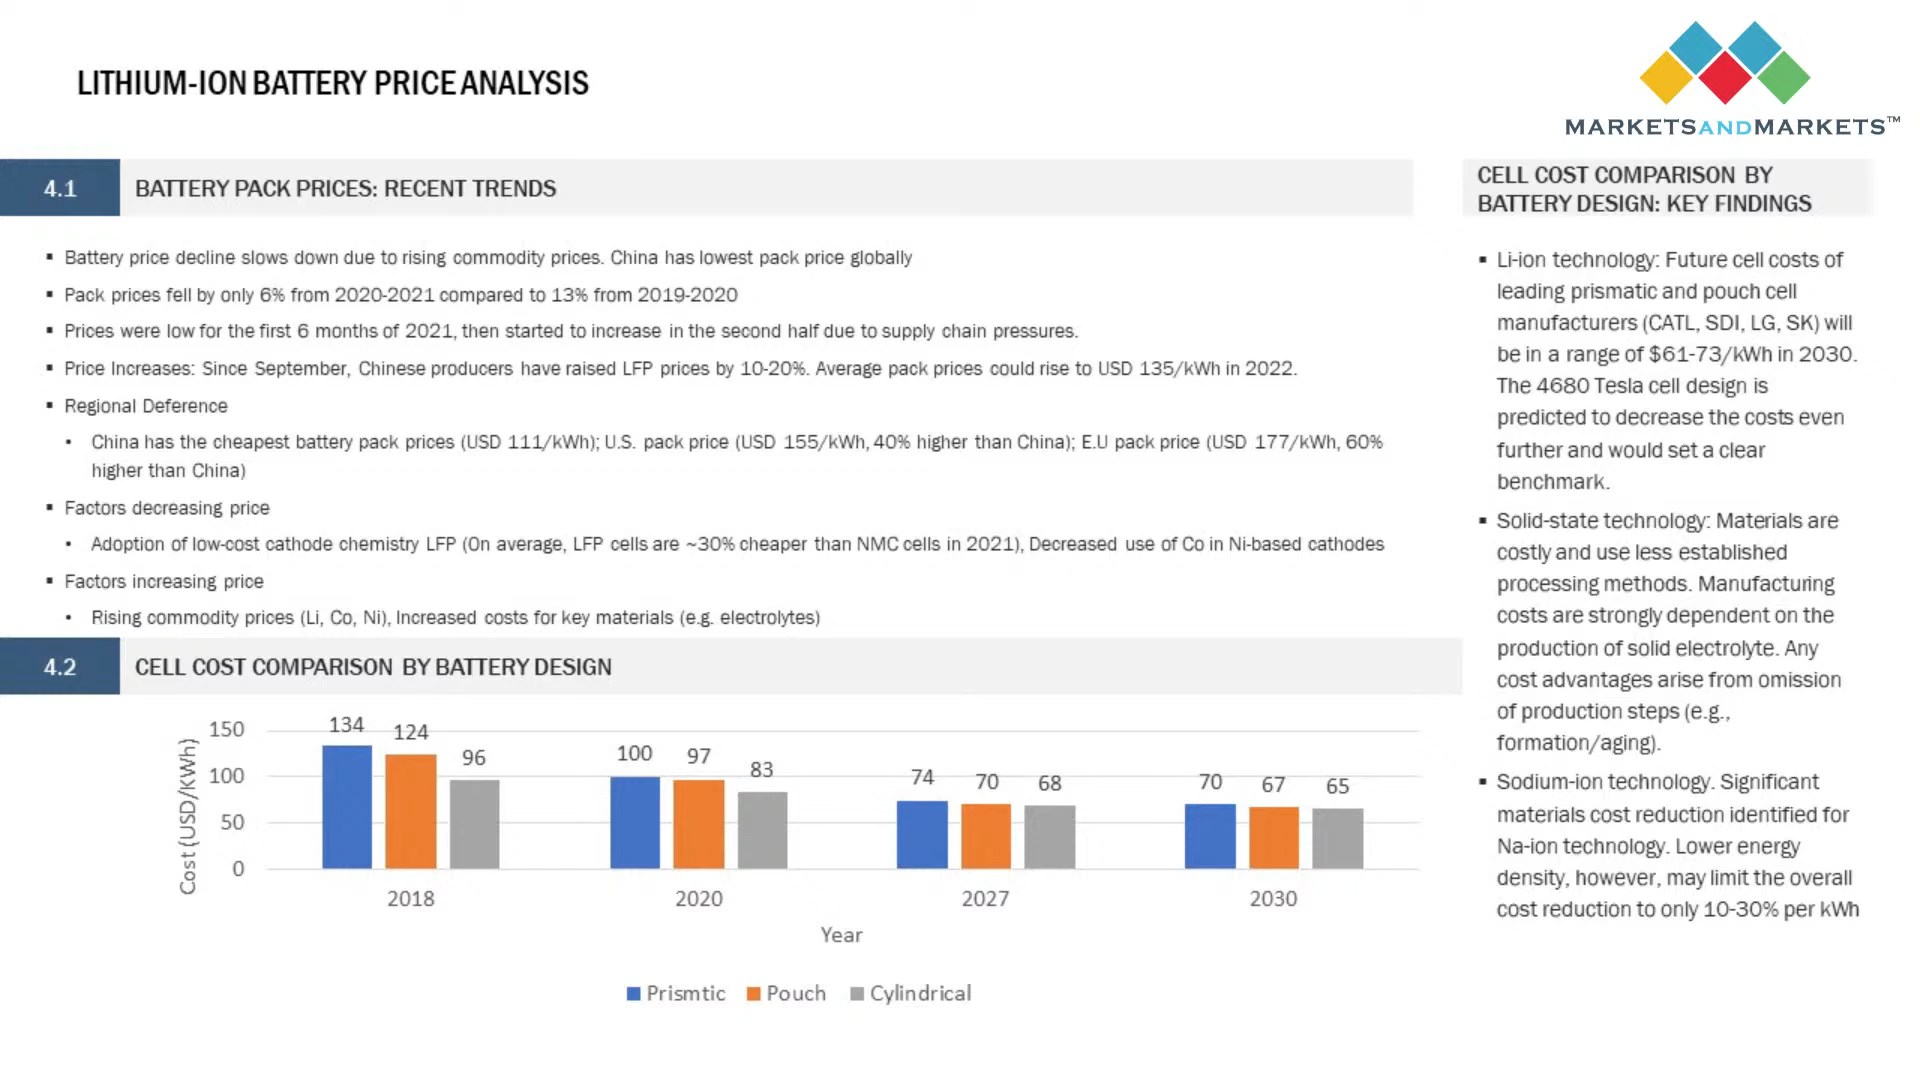 LITHIUM-ION BATTERY PRICE ANALYSIS
MARKETSANDMARKETS™
4.1
BATTERY PACK PRICES: RECENT TRENDS
▪ Battery price decline slows down due to rising commodity prices. China has lowest pack price globally
▪ Pack prices fell by only 6% from 2020-2021 compared to 13% from 2019-2020
▪ Prices were low for the first 6 months of 2021, then started to increase in the second half due to supply chain pressures.
▪ Price Increases: Since September, Chinese producers have raised LFP prices by 10-20%. Average pack prices could rise to USD 135/kWh in 2022.
▪ Regional Deference
• China has the cheapest battery pack prices (USD 111/kWh); U.S. pack price (USD 155/kWh, 40% higher than China); E.U pack price (USD 177/kWh, 60%
higher than China)
▪ Factors decreasing price
• Adoption of low-cost cathode chemistry LFP (On average, LFP cells are ~30% cheaper than NMC cells in 2021), Decreased use of Co in Ni-based cathodes
▪ Factors increasing price
• Rising commodity prices (Li, Co, Ni), Increased costs for key materials (e.g. electrolytes)
4.2
CELL COST COMPARISON BY BATTERY DESIGN
Cost (USD/KWh)
150
100
50
0
134
124
96
100
97
83
74
70
68
70
67
65
2018
2020
2027
2030
Year
Prismtic
Pouch
Cylindrical
CELL COST COMPARISON BY
BATTERY DESIGN: KEY FINDINGS
▪ Li-ion technology: Future cell costs of
leading prismatic and pouch cell
manufacturers (CATL, SDI, LG, SK) will
be in a range of $61-73/kWh in 2030.
The 4680 Tesla cell design is
predicted to decrease the costs even
further and would set a clear
benchmark.
▪ Solid-state technology: Materials are
costly and use less established
processing methods. Manufacturing
costs are strongly dependent on the
production of solid electrolyte. Any
cost advantages arise from omission
of production steps (e.g.,
formation/aging).
▪ Sodium-ion technology. Significant
materials cost reduction identified for
Na-ion technology. Lower energy
density, however, may limit the overall
cost reduction to only 10-30% per kWh